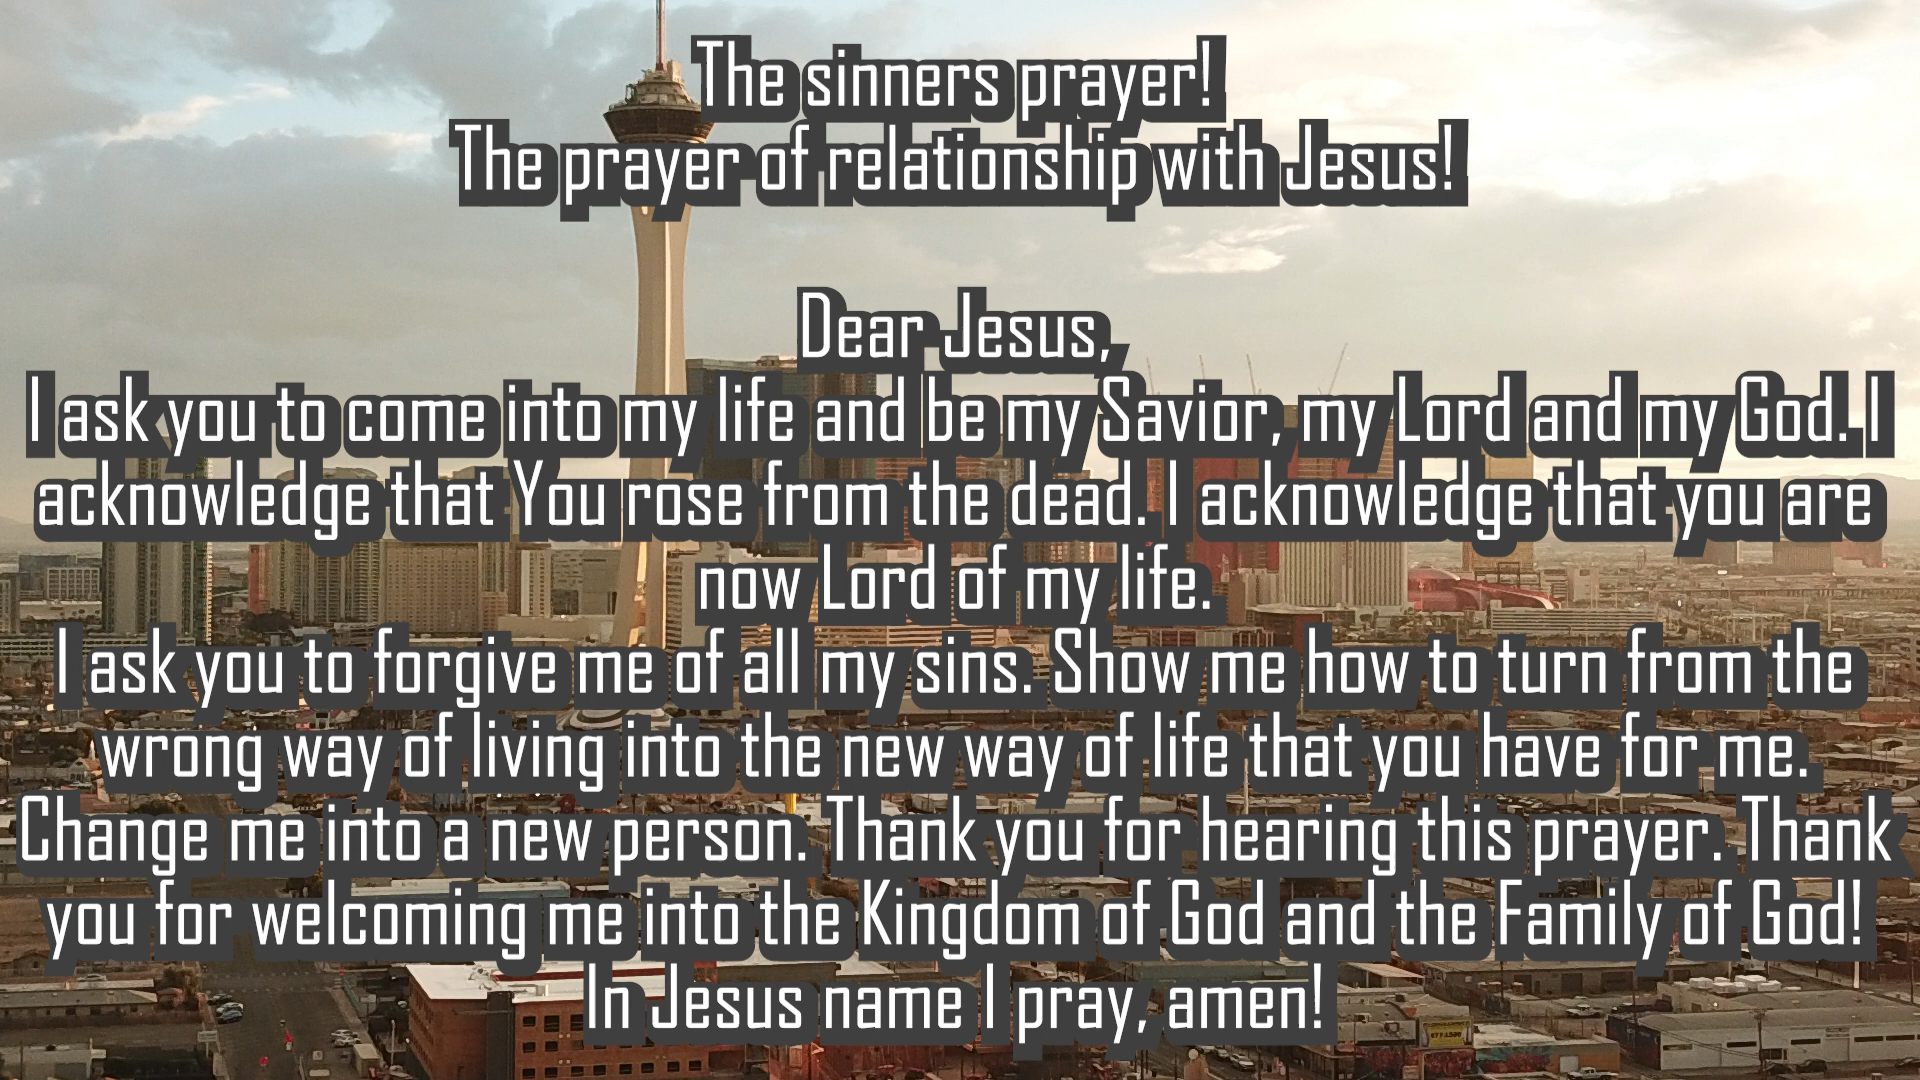 The sinners prayer!
The prayer of relationship with Jesus!
Dear Jesus,
I ask you to come into my life and be my Savior, my Lord and my God. I
acknowledge that You rose from the dead. I acknowledge that you are
now Lord of my life.
I ask you to forgive me of all my sins. Show me how to turn from the
wrong way of living into the new way of life that you have for me.
Change me into a new person. Thank you for hearing this prayer. Thank
you for welcoming me into the Kingdom of God and the Family of God!
In Jesus name I pray, amen!